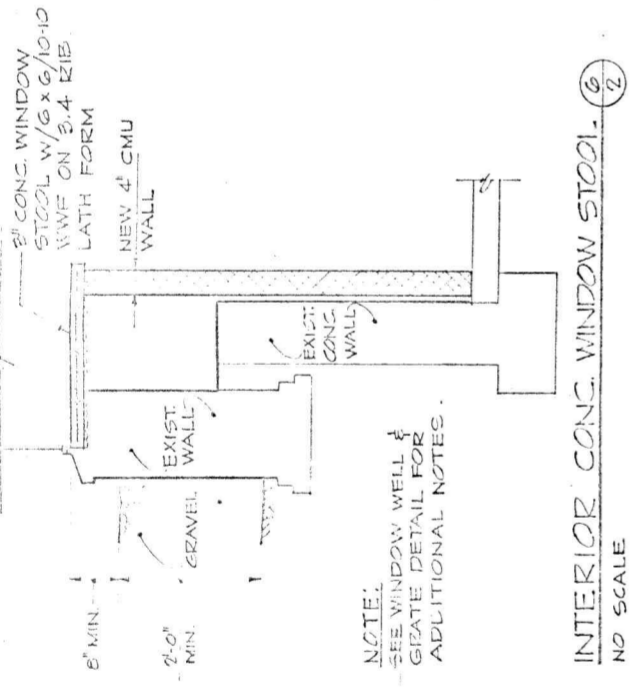 3" CONC. WINDOW
STOOL W/6x6/10-10
WWF ON 3.4 RIB
LATH FORM
NEW 4" CMU
WALL
EXIST.
CONC.
WALL
EXIST.
WALL
GRAVEL
8" MIN.
2'-0"
MIN.
NOTE:
SEE WINDOW WELL &
GRATE DETAIL FOR
ADDITIONAL NOTES.
INTERIOR CONC. WINDOW STOOL
6
2
NO SCALE